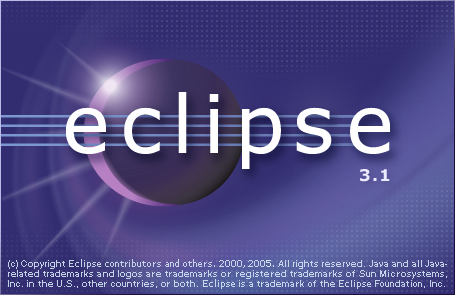 eclipse
3.1
(c) Copyright Eclipse contributors and others. 2000, 2005. All rights reserved. Java and all Java-
related trademarks and logos are trademarks or registered trademarks of Sun Microsystems,
Inc. in the U.S., other countries, or both. Eclipse is a trademark of the Eclipse Foundation, Inc.